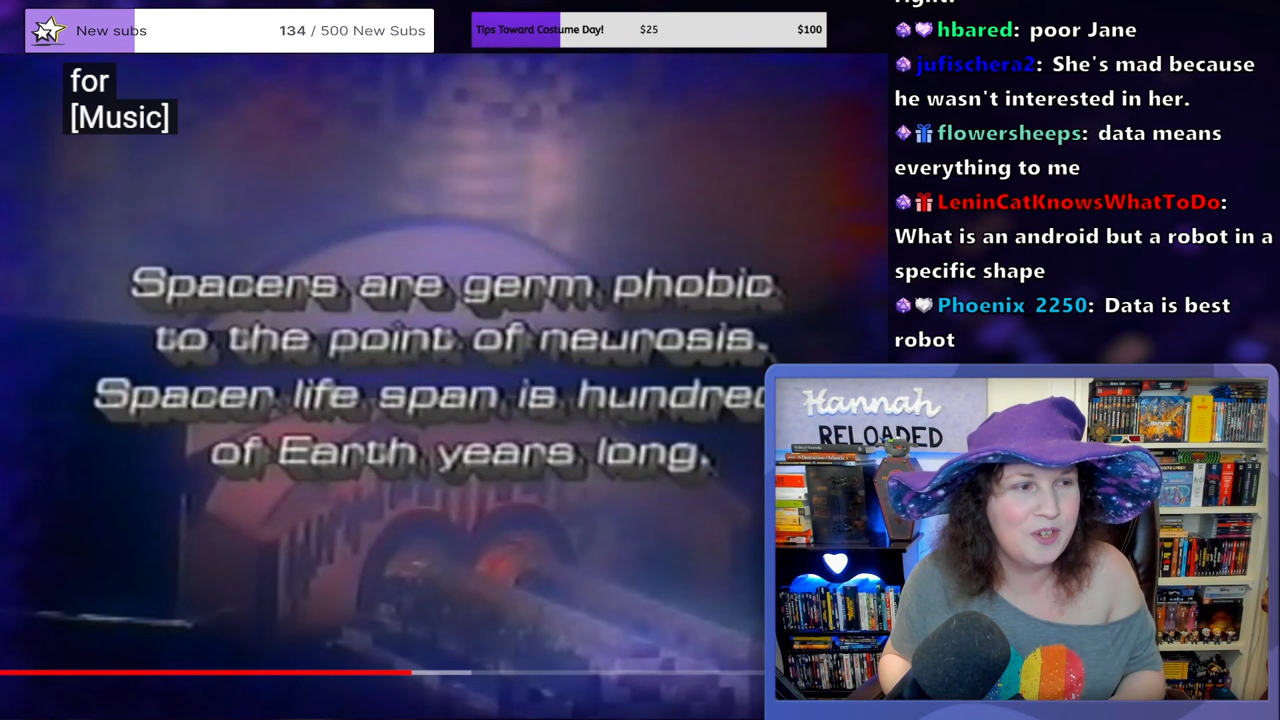 New subs
134 / 500 New Subs
Tips Toward Costume Day!
$25
$100
for
[Music]
Spacers are germ phobic
to the point of neurosis.
Spacer life span is hundred
of Earth years long.
hbared: poor Jane
jufischera2: She's mad because
he wasn't interested in her.
flowersheeps: data means
everything to me
LeninCatKnowsWhatToDo:
What is an android but a robot in a
specific shape
Phoenix_2250: Data is best
robot
Hannah
RELOADED